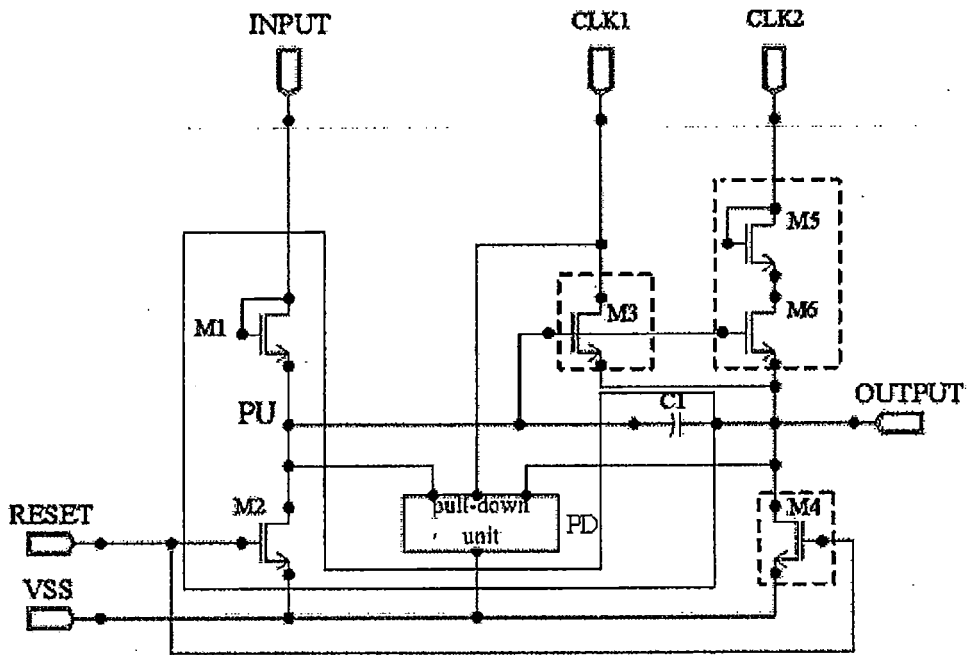 INPUT
CLK1
CLK2
M5
M1
M3
M6
PU
C1
OUTPUT
M2
M4
RESET
pull-down
unit
PD
VSS